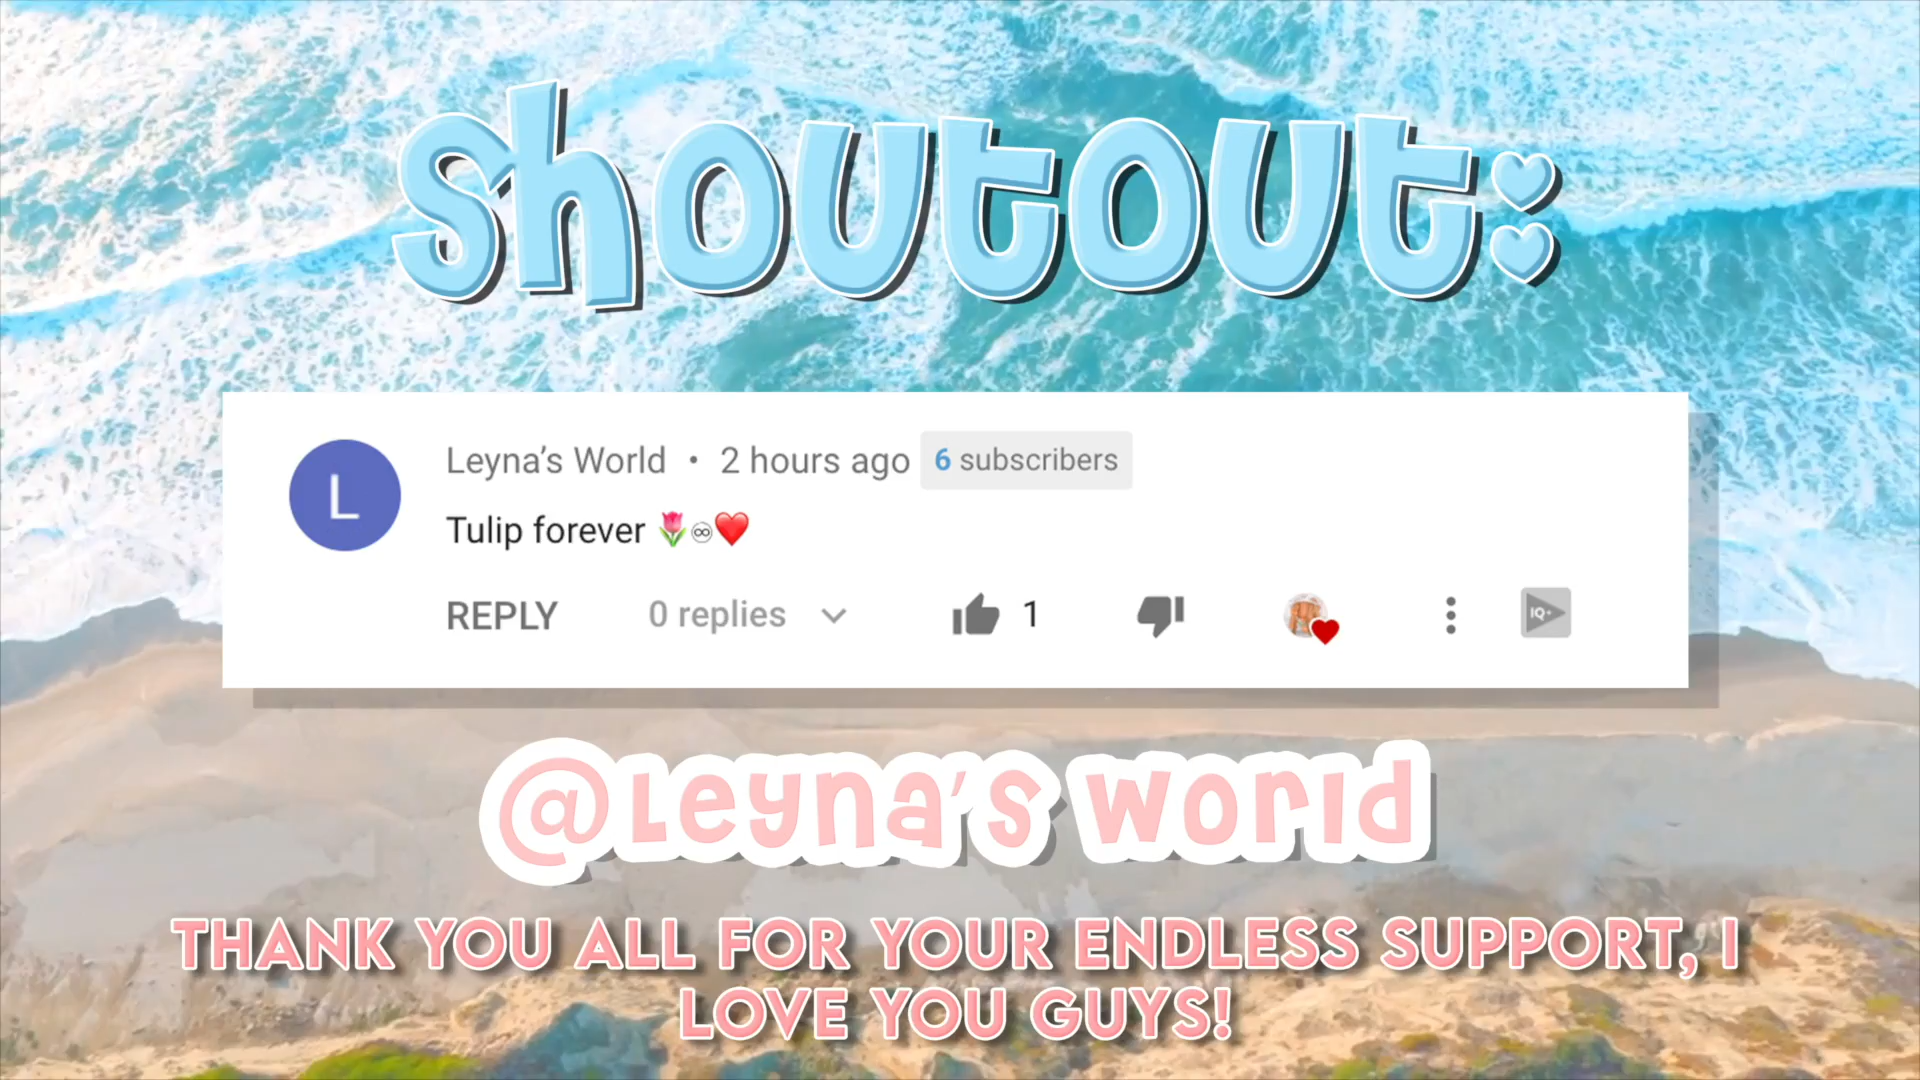 shoutout:
L
Leyna’s World • 2 hours ago 6 subscribers
Tulip forever 🌷♾❤️
REPLY 0 replies 1 IQ+
@Leyna’s World
THANK YOU ALL FOR YOUR ENDLESS SUPPORT, I
LOVE YOU GUYS!